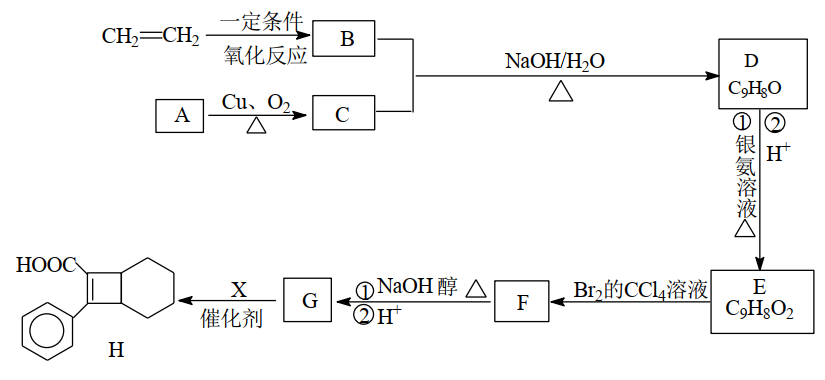 CH₂=CH₂ 一定条件 氧化反应 B
A Cu、O₂ △ C
NaOH/H₂O △
D
C₉H₈O
① 银氨溶液 △ ② H⁺
E
C₉H₈O₂
Br₂的CCl₄溶液
F
①NaOH 醇 △
②H⁺
G
X
催化剂
HOOC
H